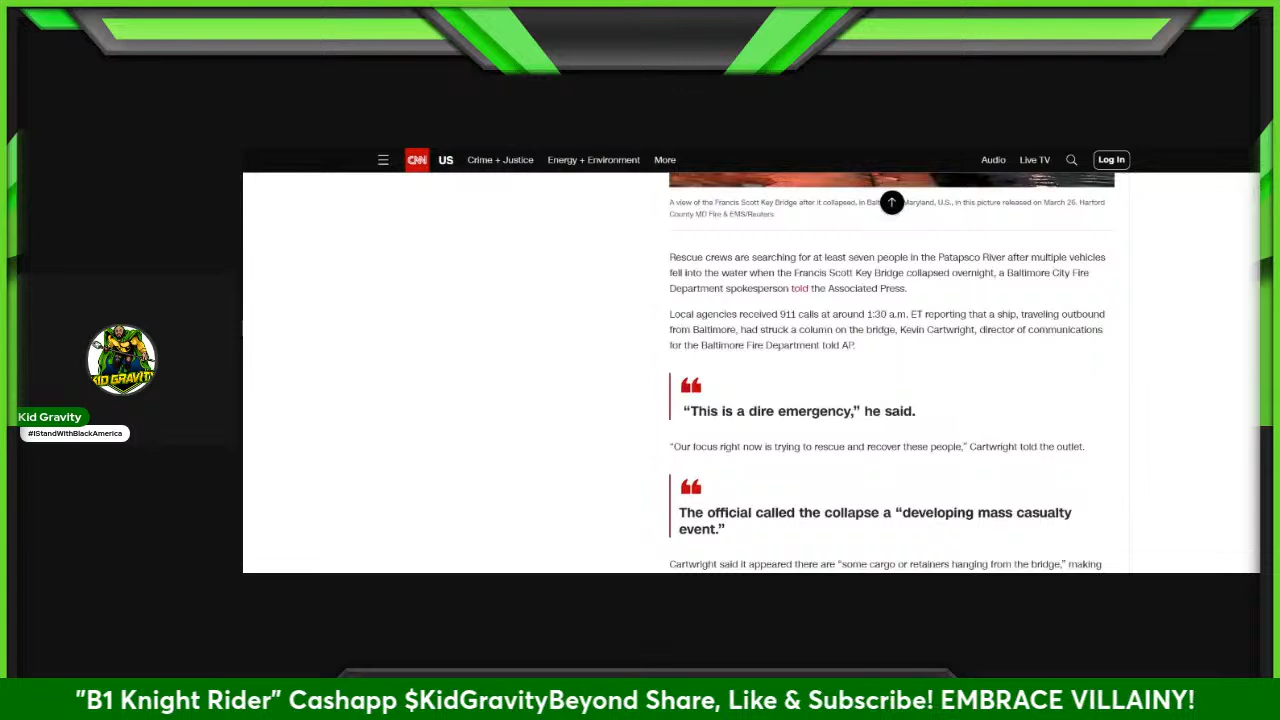 CNN US Crime + Justice Energy + Environment More Audio Live TV Log In
A view of the Francis Scott Key Bridge after it collapsed, in Maryland, U.S., in this picture released on March 26. Harford
County MD Fire & EMS/Reuters
Rescue crews are searching for at least seven people in the Patapsco River after multiple vehicles
fell into the water when the Francis Scott Key Bridge collapsed overnight, a Baltimore City Fire
Department spokesperson told the Associated Press.
Local agencies received 911 calls at around 1:30 a.m. ET reporting that a ship, traveling outbound
from Baltimore, had struck a column on the bridge, Kevin Cartwright, director of communications
for the Baltimore Fire Department told AP.
“This is a dire emergency,” he said.
“Our focus right now is trying to rescue and recover these people,” Cartwright told the outlet.
The official called the collapse a “developing mass casualty
event.”
Cartwright said it appeared there are “some cargo or retainers hanging from the bridge,” making
KID GRAVITY
Kid Gravity
#IStandWithBlackAmerica
"B1 Knight Rider" Cashapp $KidGravityBeyond Share, Like & Subscribe! EMBRACE VILLAINY!